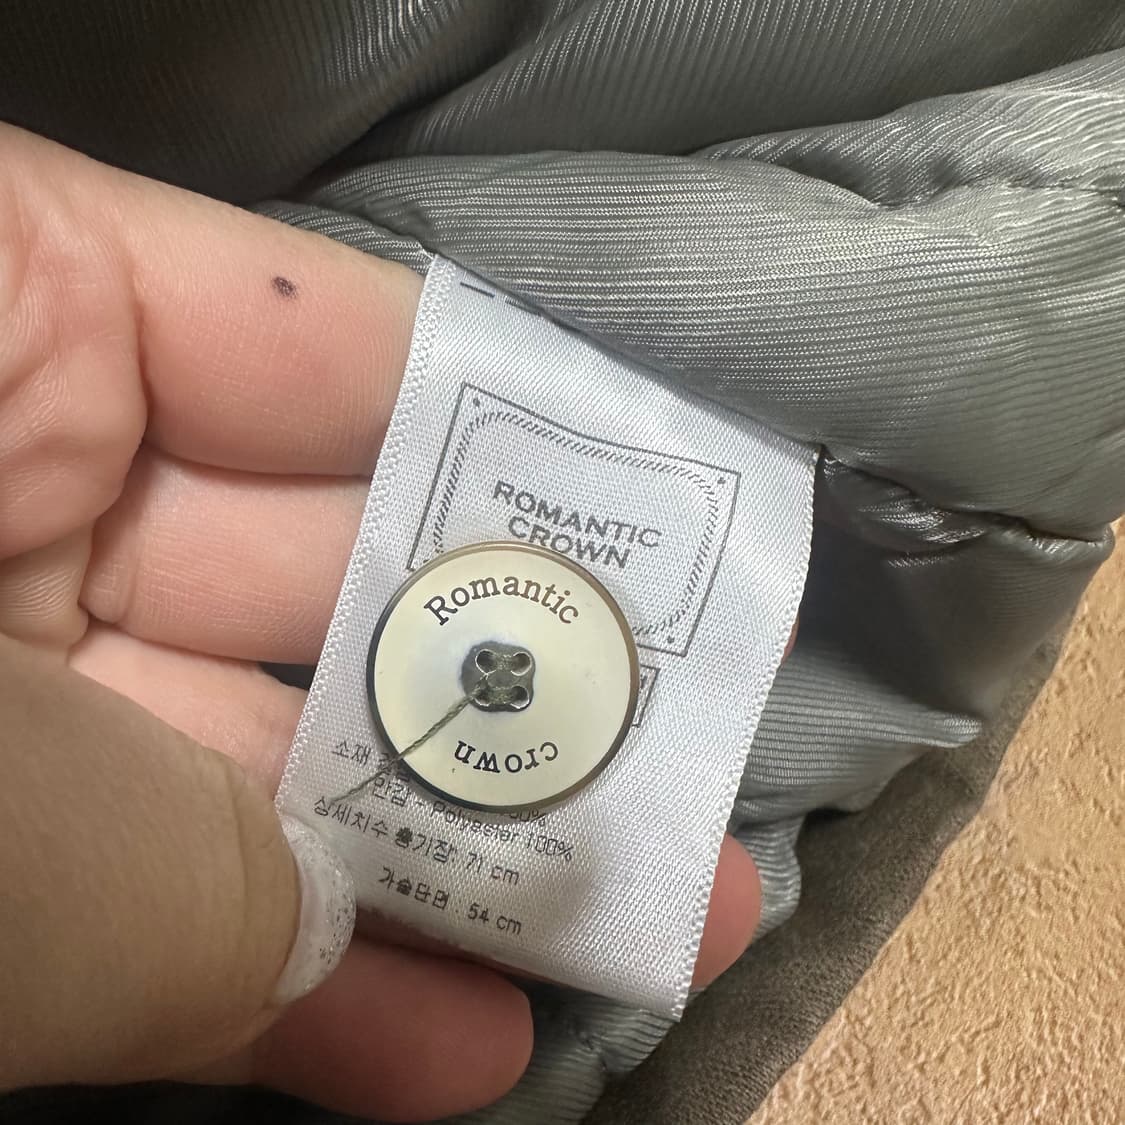 ROMANTIC
CROWN
Romantic
crown
소재
안감 - Polyester 100%
상세치수 총기장: 71 cm
가슴단면 : 54 cm